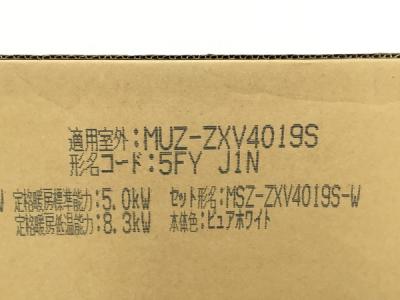 適用室外:MUZ-ZXV4019S
形名コード:5FY J1N
W 定格暖房標準能力:5.0kW セット形名:MSZ-ZXV4019S-W
定格暖房低温能力:8.3kW 本体色:ピュアホワイト